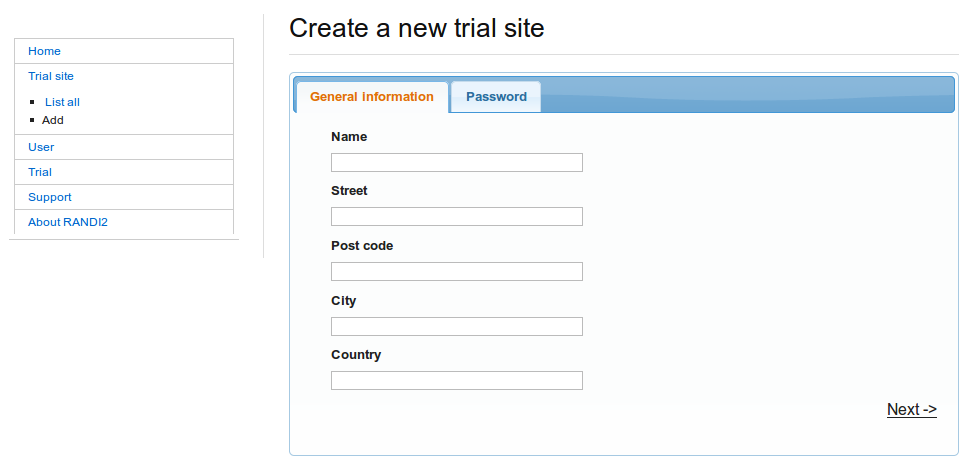 Create a new trial site
Home
Trial site
List all
Add
User
Trial
Support
About RANDI2
General information
Password
Name
Street
Post code
City
Country
Next ->